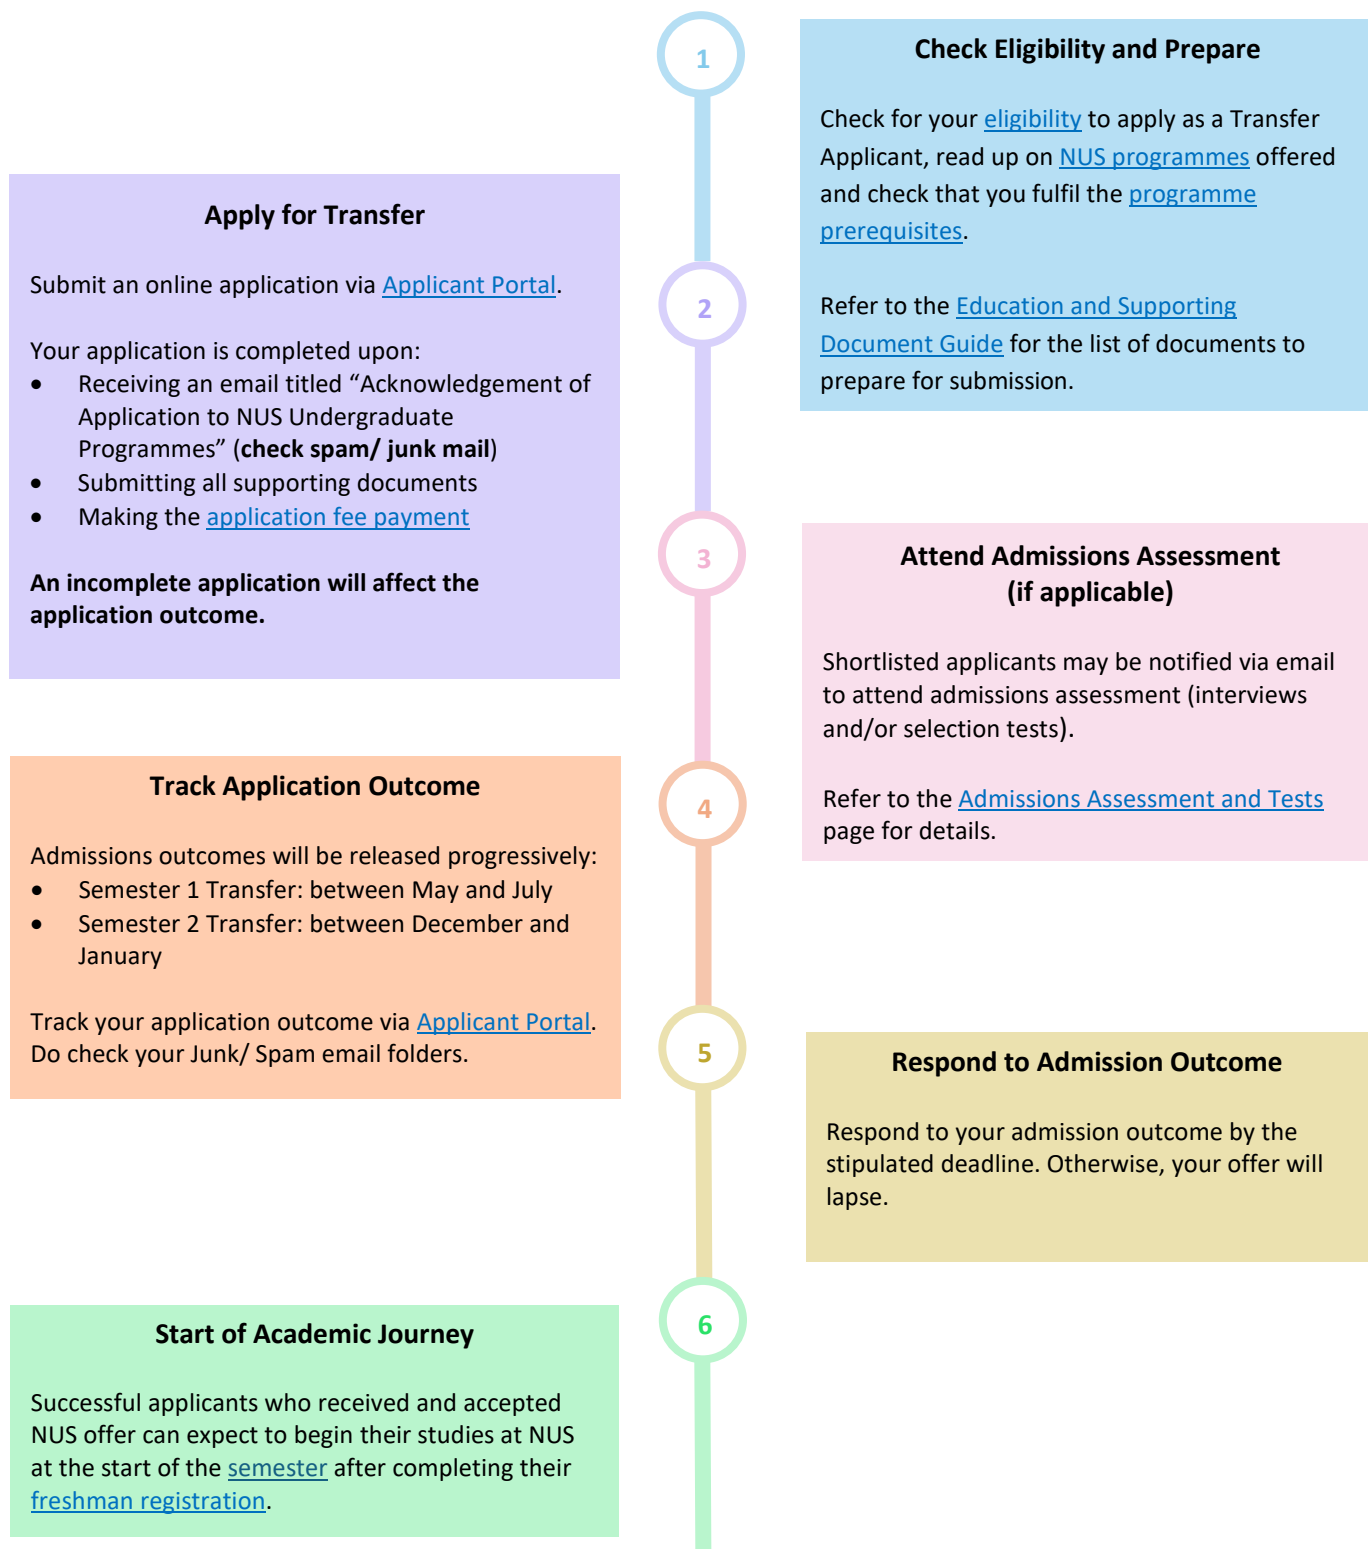 1
Check Eligibility and Prepare
Check for your eligibility to apply as a Transfer
Applicant, read up on NUS programmes offered
and check that you fulfil the programme
prerequisites.
Refer to the Education and Supporting
Document Guide for the list of documents to
prepare for submission.
2
Apply for Transfer
Submit an online application via Applicant Portal.
Your application is completed upon:
• Receiving an email titled “Acknowledgement of
Application to NUS Undergraduate
Programmes” (check spam/ junk mail)
• Submitting all supporting documents
• Making the application fee payment
An incomplete application will affect the
application outcome.
3
Attend Admissions Assessment
(if applicable)
Shortlisted applicants may be notified via email
to attend admissions assessment (interviews
and/or selection tests).
Refer to the Admissions Assessment and Tests
page for details.
4
Track Application Outcome
Admissions outcomes will be released progressively:
• Semester 1 Transfer: between May and July
• Semester 2 Transfer: between December and
January
Track your application outcome via Applicant Portal.
Do check your Junk/ Spam email folders.
5
Respond to Admission Outcome
Respond to your admission outcome by the
stipulated deadline. Otherwise, your offer will
lapse.
6
Start of Academic Journey
Successful applicants who received and accepted
NUS offer can expect to begin their studies at NUS
at the start of the semester after completing their
freshman registration.